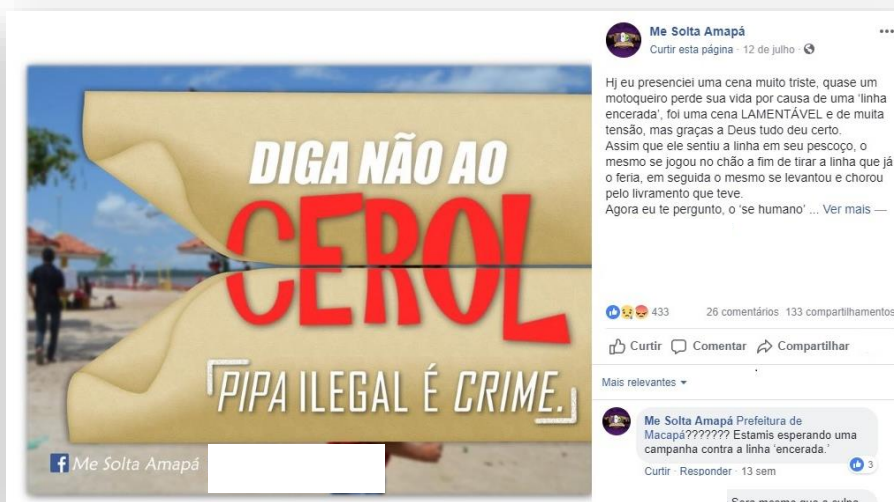 DIGA NÃO AO
CEROL
PIPA ILEGAL É CRIME.
Me Solta Amapá
Me Solta Amapá
Curtir esta página · 12 de julho ·
Hj eu presenciei uma cena muito triste, quase um
motoqueiro perde sua vida por causa de uma 'linha
encerada', foi uma cena LAMENTÁVEL e de muita
tensão, mas graças a Deus tudo deu certo.
Assim que ele sentiu a linha em seu pescoço, o
mesmo se jogou no chão a fim de tirar a linha que já
o feria, em seguida o mesmo se levantou e chorou
pelo livramento que teve.
Agora eu te pergunto, o 'se humano' ... Ver mais
433 26 comentários 133 compartilhamentos
Curtir Comentar Compartilhar
Mais relevantes
Me Solta Amapá Prefeitura de
Macapá??????? Estamis esperando uma
campanha contra a linha 'encerada.'
Curtir · Responder · 13 sem 3